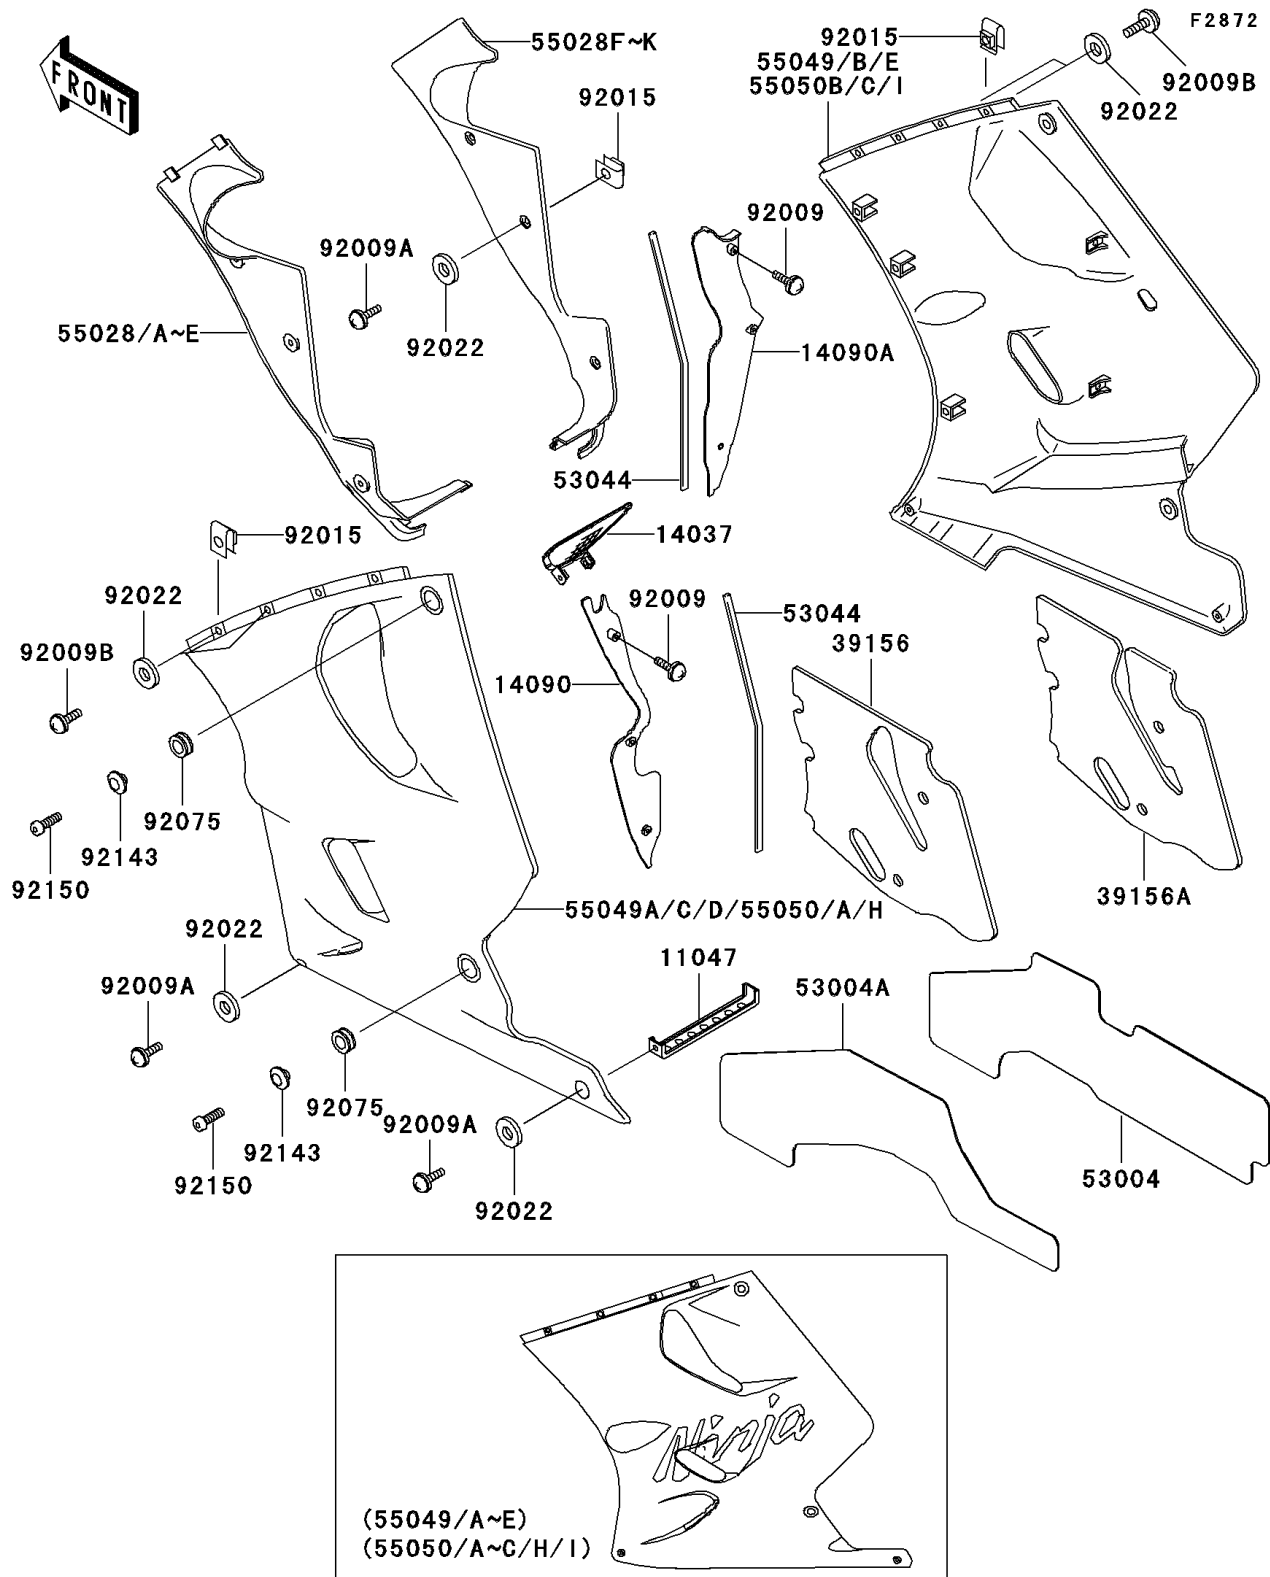 F2872
FRONT
55028F~K
92015
55049/B/E
55050B/C/I
92009B
92022
92015
92009
92009A
55028/A~E
92022
14090A
53044
92015
14037
92022
92009
53044
39156
92009B
14090
92075
92143
92150
39156A
55049A/C/D/55050/A/H
92022
11047
92009A
53004A
92075
92009A
92143
92150
53004
92022
Ninja
(55049/A~E)
(55050/A~C/H/I)